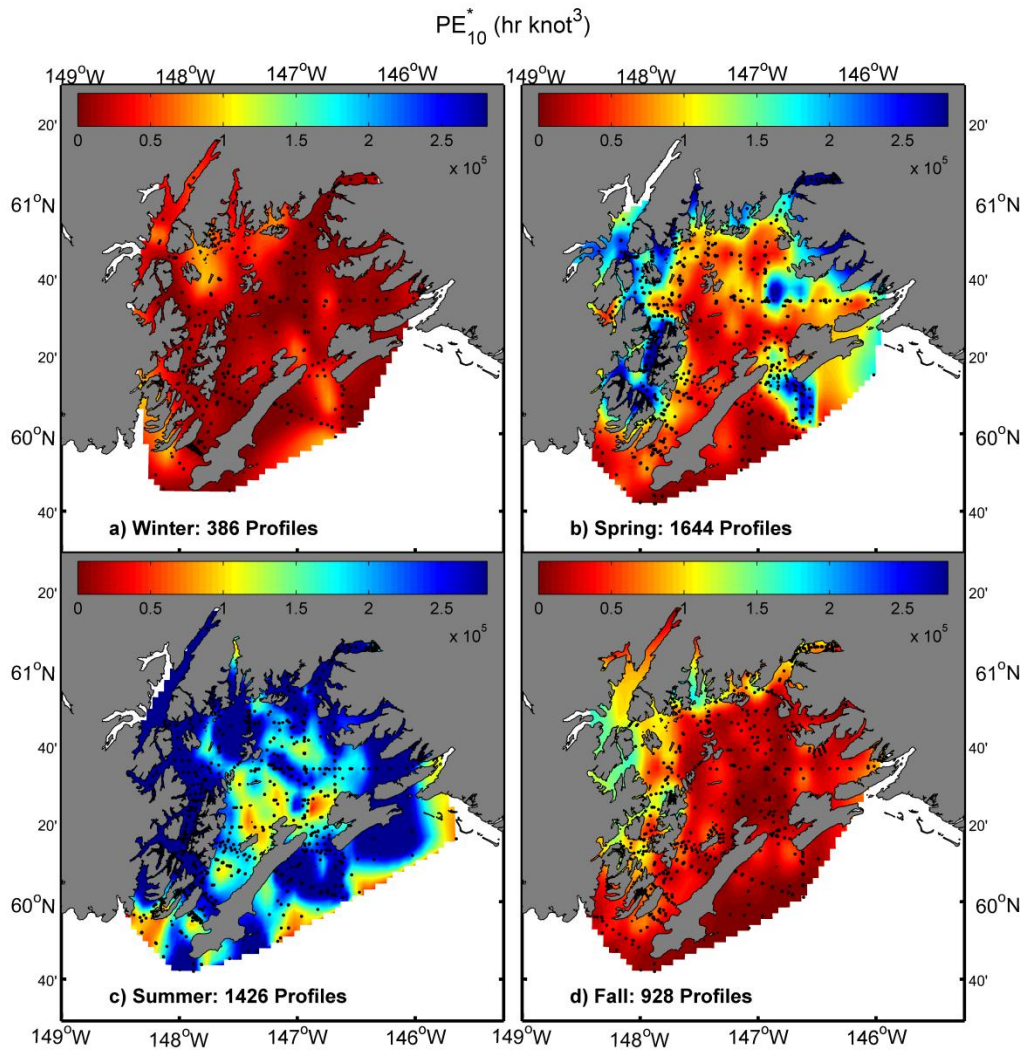 PE*10 (hr knot3)
149°W 148°W 147°W 146°W 149°W 148°W 147°W 146°W
0 0.5 1 1.5 2 2.5
x 10^5
0 0.5 1 1.5 2 2.5
x 10^5
20' 20'
61°N 61°N
40' 40'
20' 20'
60°N 60°N
40' 40'
a) Winter: 386 Profiles
b) Spring: 1644 Profiles
0 0.5 1 1.5 2 2.5
x 10^5
0 0.5 1 1.5 2 2.5
x 10^5
20' 20'
61°N 61°N
40' 40'
20' 20'
60°N 60°N
40' 40'
c) Summer: 1426 Profiles
d) Fall: 928 Profiles
149°W 148°W 147°W 146°W 149°W 148°W 147°W 146°W